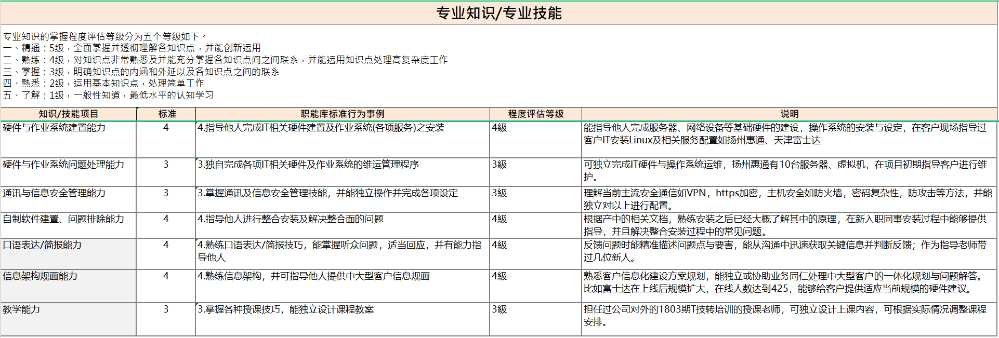 专业知识/专业技能
专业知识的掌握程度评估等级分为五个等级如下。
一、精通：5级，全面掌握并透彻理解各知识点，并能创新运用
二、熟练：4级，对知识点非常熟悉及并能充分掌握各知识点间之间联系，并能运用知识点处理高复杂度工作
三、掌握：3级，明确知识点的内涵和外延以及各知识点之间的联系
四、熟悉：2级，运用基本知识点，处理简单工作
五、了解：1级，一般性知道，最低水平的认知学习
知识/技能项目 标准 职能库标准行为事例 程度评估等级 说明
硬件与作业系统建置能力 4 4.指导他人完成IT相关硬件建置及作业系统(各项服务)之安装 4級 能指导他人完成服务器、网络设备等基础硬件的建设，操作系统的安装与设定，在客户现场指导过
客户IT安装Linux及相关服务配置如扬州惠通、天津富士达
硬件与作业系统问题处理能力 3 3.独自完成各项IT相关硬件及作业系统的维运管理程序 3級 可独立完成IT硬件与操作系统运维，扬州惠通有10台服务器、虚拟机，在项目初期指导客户进行维
护。
通讯与信息安全管理能力 3 3.掌握通讯及信息安全管理技能，并能独立操作并完成各项设定 3級 理解当前主流安全通信如VPN，https加密，主机安全如防火墙，密码复杂性，防攻击等方法，并能
独立对以上进行配置。
自制软件建置、问题排除能力 4 4.指导他人进行整合安装及解决整合面的问题 4級 根据产中的相关文档，熟练安装之后已经大概了解其中的原理，在新入职同事安装过程中能够提供
指导，并且解决整合安装过程中的常见问题。
口语表达/简报能力 4 4.熟练口语表达/简报技巧，能掌握听众问题，适当回应，并有能力指 4級 反馈问题时能精准描述问题点与要害，能从沟通中迅速获取关键信息并判断反馈；作为指导老师带
导他人 过几位新人。
信息架构规画能力 4 4.熟练信息架构，并可指导他人提供中大型客户信息规画 4級 熟悉客户信息化建设方案规划，能独立或协助业务同仁处理中大型客户的一体化规划与问题解答。
比如富士达在上线后规模扩大，在线人数达到425，能够给客户提供适应当前规模的硬件建议。
教学能力 3 3.掌握各种授课技巧，能独立设计课程教案 3級 担任过公司对外的1803期T技转培训的授课老师，可独立设计上课内容，可根据实际情况调整课程
安排。